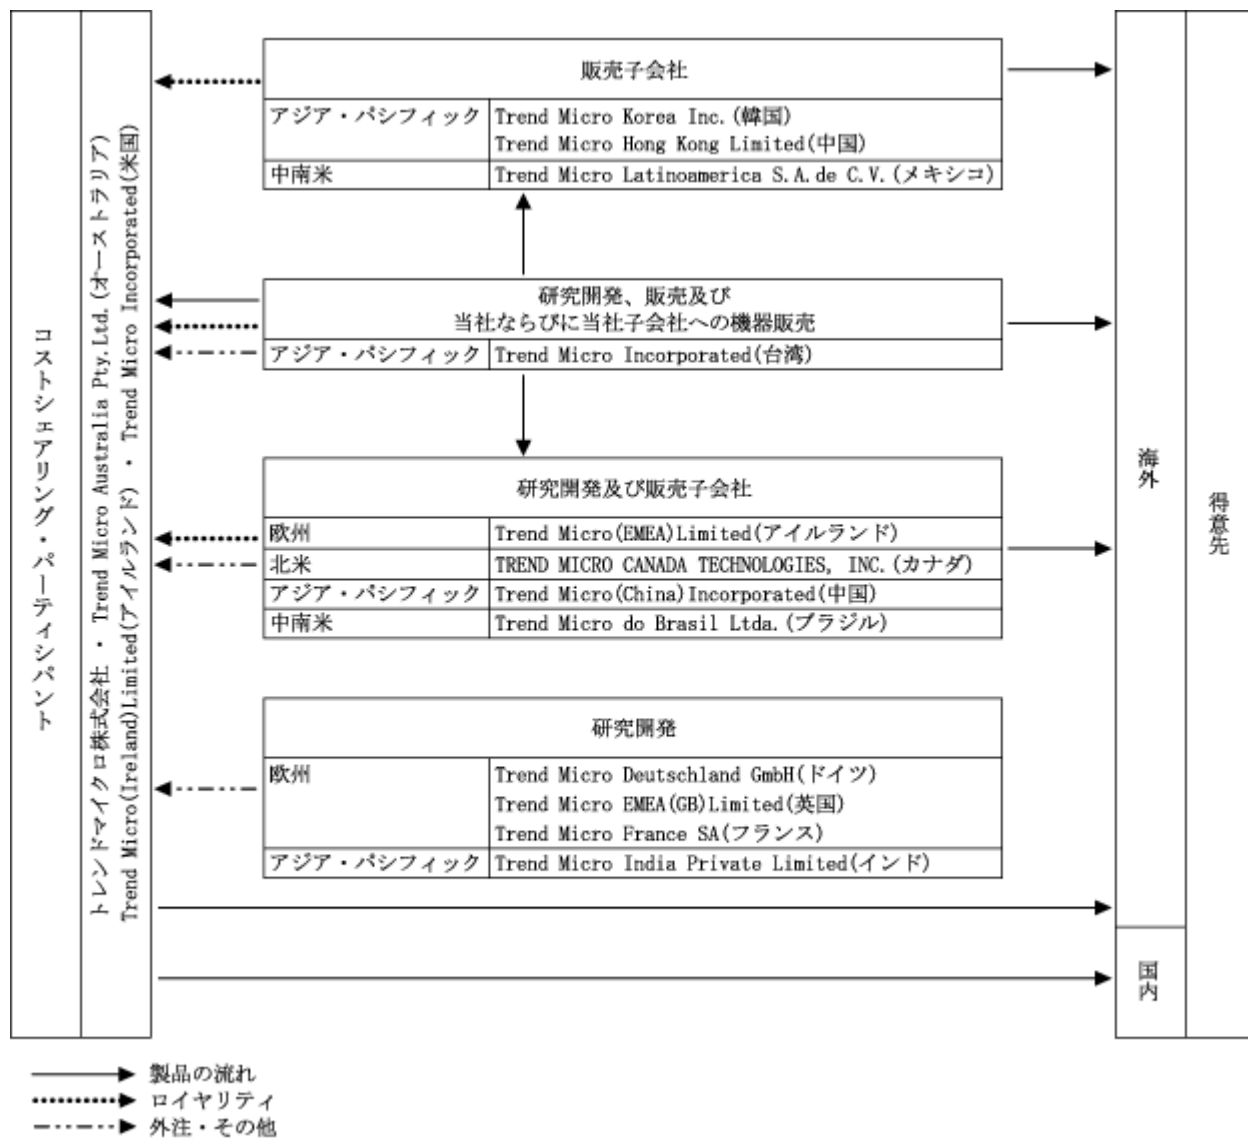 コストシェアリング・パーティシパント
トレンドマイクロ株式会社 ・ Trend Micro Australia Pty.Ltd.(オーストラリア)
Trend Micro(Ireland)Limited(アイルランド) ・ Trend Micro Incorporated(米国)
販売子会社
アジア・パシフィック Trend Micro Korea Inc.(韓国)
Trend Micro Hong Kong Limited(中国)
中南米 Trend Micro Latinoamerica S.A.de C.V.(メキシコ)
研究開発、販売及び
当社ならびに当社子会社への機器販売
アジア・パシフィック Trend Micro Incorporated(台湾)
研究開発及び販売子会社
欧州 Trend Micro(EMEA)Limited(アイルランド)
北米 TREND MICRO CANADA TECHNOLOGIES, INC.(カナダ)
アジア・パシフィック Trend Micro(China)Incorporated(中国)
中南米 Trend Micro do Brasil Ltda.(ブラジル)
研究開発
欧州 Trend Micro Deutschland GmbH(ドイツ)
Trend Micro EMEA(GB)Limited(英国)
Trend Micro France SA(フランス)
アジア・パシフィック Trend Micro India Private Limited(インド)
海外
国内
得意先
製品の流れ
ロイヤリティ
外注・その他